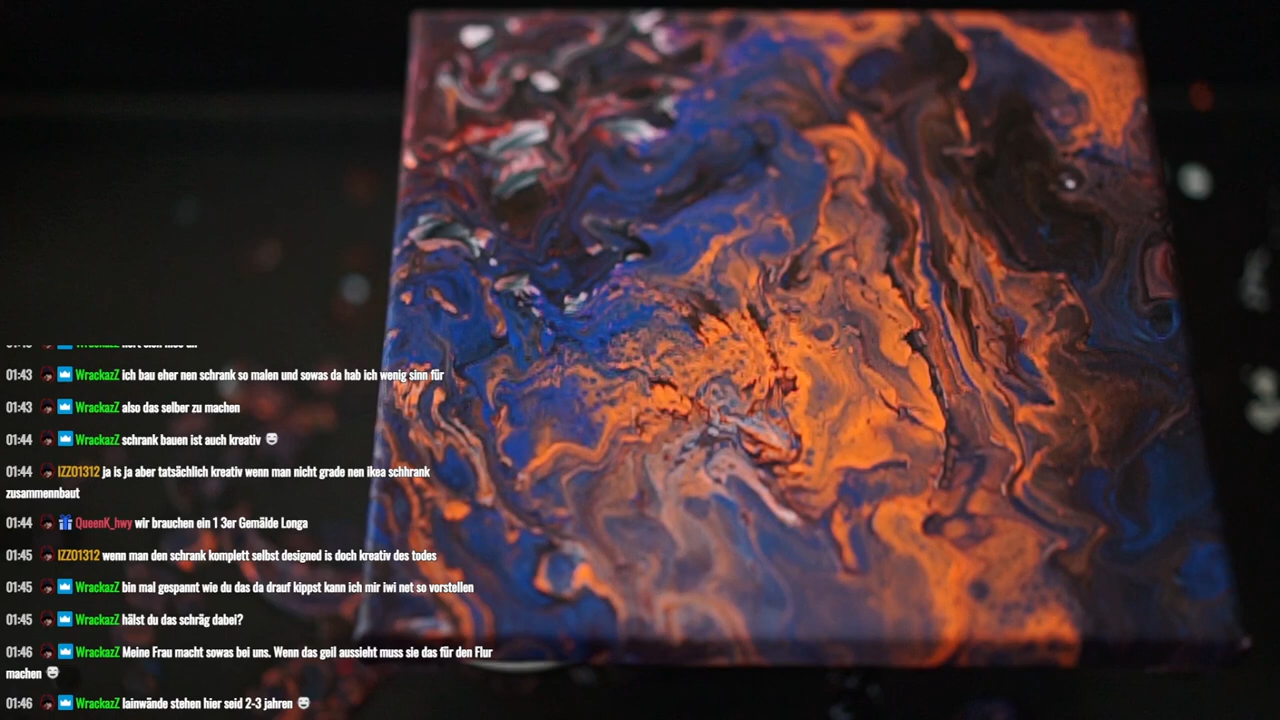 01:43 WrackazZ ich bau eher nen schrank so malen und sowas da hab ich wenig sinn für
01:43 WrackazZ also das selber zu machen
01:44 WrackazZ schrank bauen ist auch kreativ
01:44 IZZO1312 ja is ja aber tatsächlich kreativ wenn man nicht grade nen ikea schhrank
zusammennbaut
01:44 QueenK_hwy wir brauchen ein 1 3er Gemälde Longa
01:45 IZZO1312 wenn man den schrank komplett selbst designed is doch kreativ des todes
01:45 WrackazZ bin mal gespannt wie du das da drauf kippst kann ich mir iwi net so vorstellen
01:45 WrackazZ hälst du das schräg dabei?
01:46 WrackazZ Meine Frau macht sowas bei uns. Wenn das geil aussieht muss sie das für den Flur
machen
01:46 WrackazZ lainwände stehen hier seid 2-3 jahren